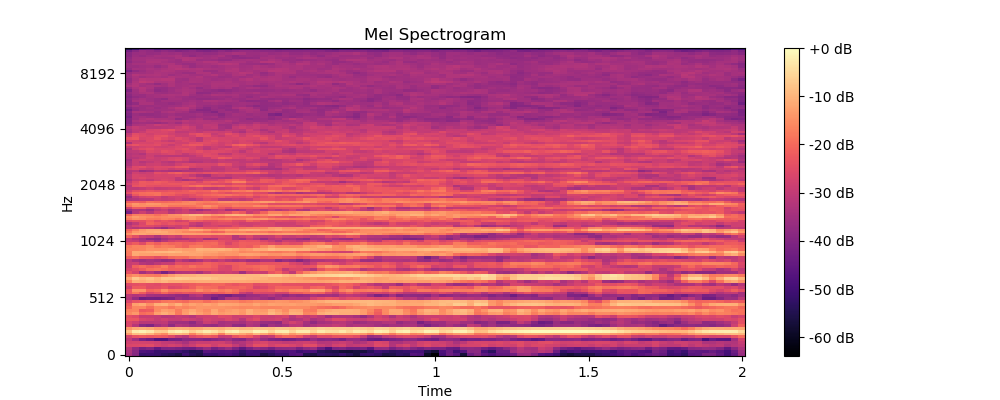 Mel Spectrogram
8192
4096
2048
1024
512
0
Hz
0 0.5 1 1.5 2
Time
+0 dB
-10 dB
-20 dB
-30 dB
-40 dB
-50 dB
-60 dB